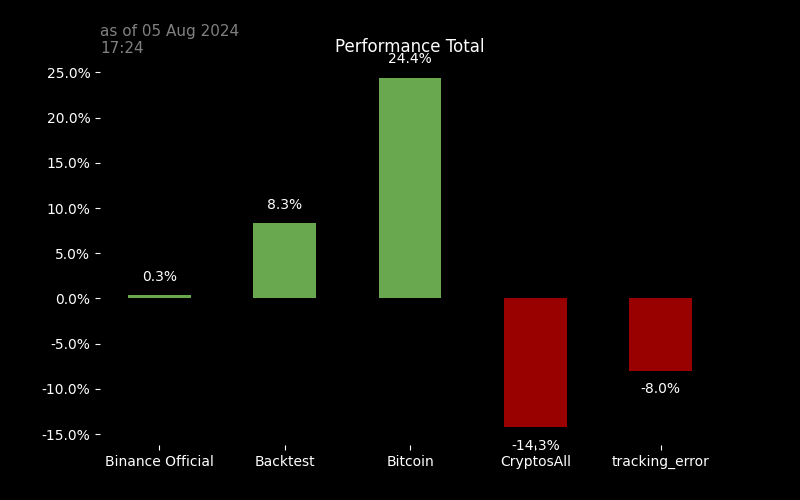 as of 05 Aug 2024
17:24
Performance Total
24.4%
25.0%
20.0%
15.0%
10.0%
8.3%
5.0%
0.3%
0.0%
-5.0%
-10.0%
-8.0%
-15.0%
-14.3%
Binance Official
Backtest
Bitcoin
CryptosAll
tracking_error